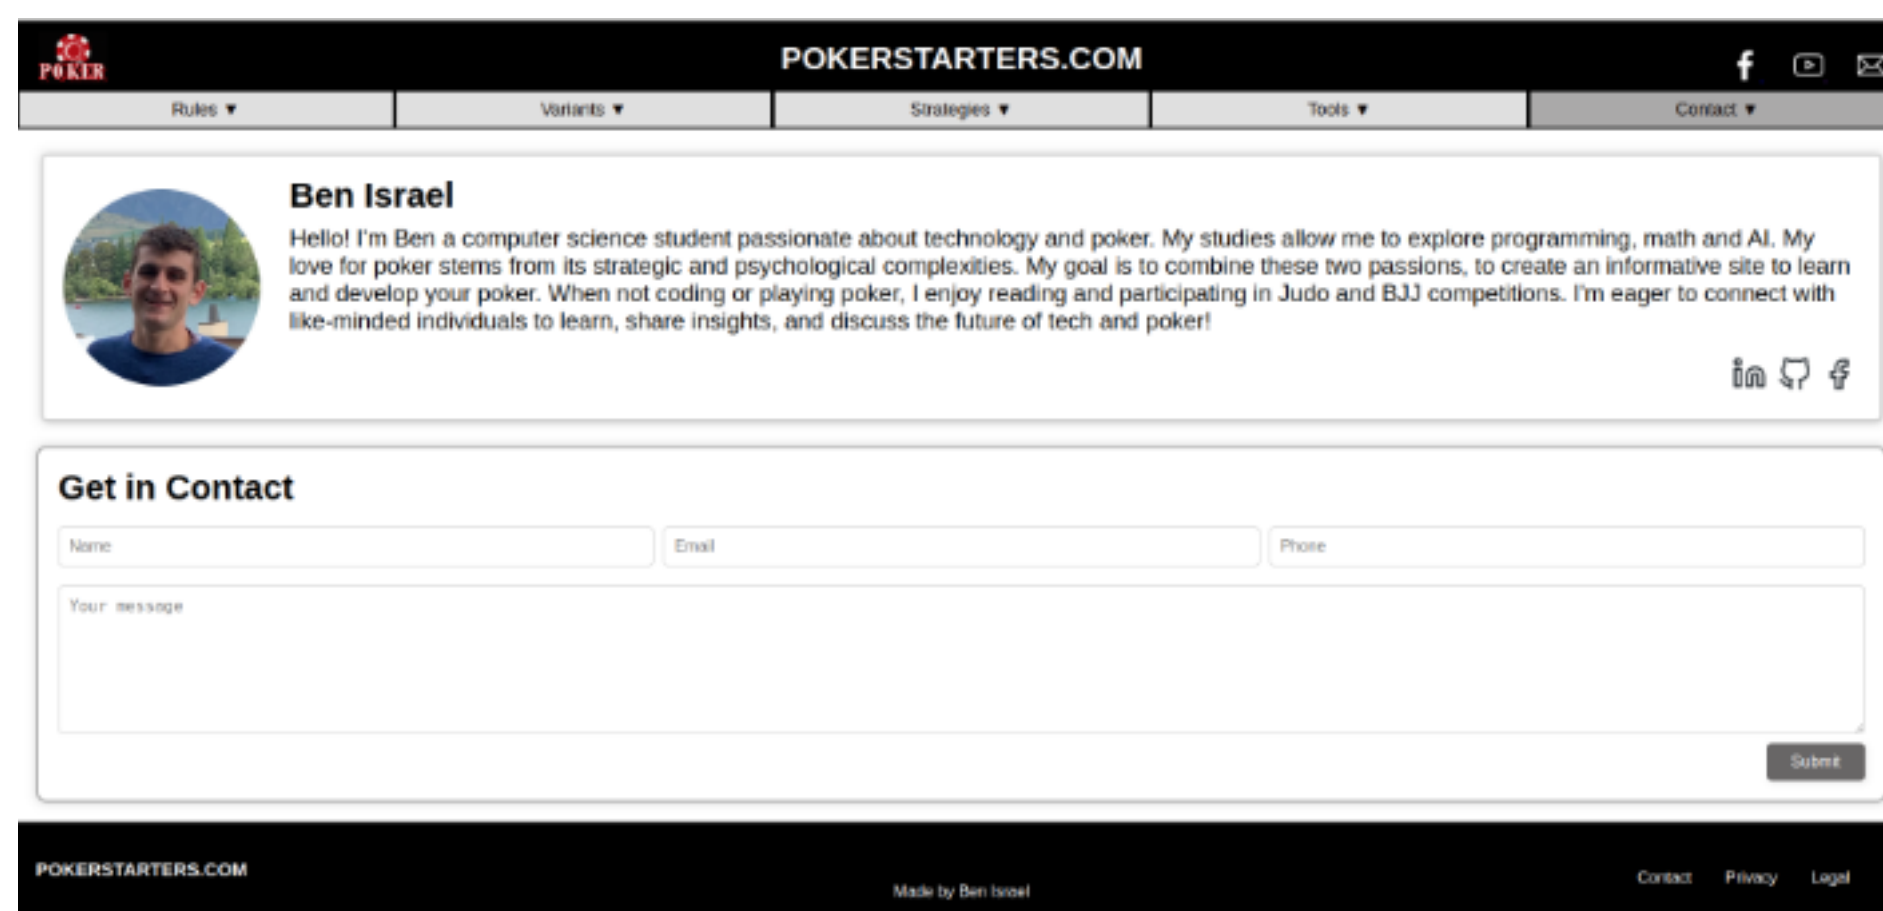 POKER
POKERSTARTERS.COM
Rules ▼
Variants ▼
Strategies ▼
Tools ▼
Contact ▼
Ben Israel
Hello! I'm Ben a computer science student passionate about technology and poker. My studies allow me to explore programming, math and AI. My
love for poker stems from its strategic and psychological complexities. My goal is to combine these two passions, to create an informative site to learn
and develop your poker. When not coding or playing poker, I enjoy reading and participating in Judo and BJJ competitions. I'm eager to connect with
like-minded individuals to learn, share insights, and discuss the future of tech and poker!
Get in Contact
Name
Email
Phone
Your message
Submit
POKERSTARTERS.COM
Made by Ben Israel
Contact
Privacy
Legal